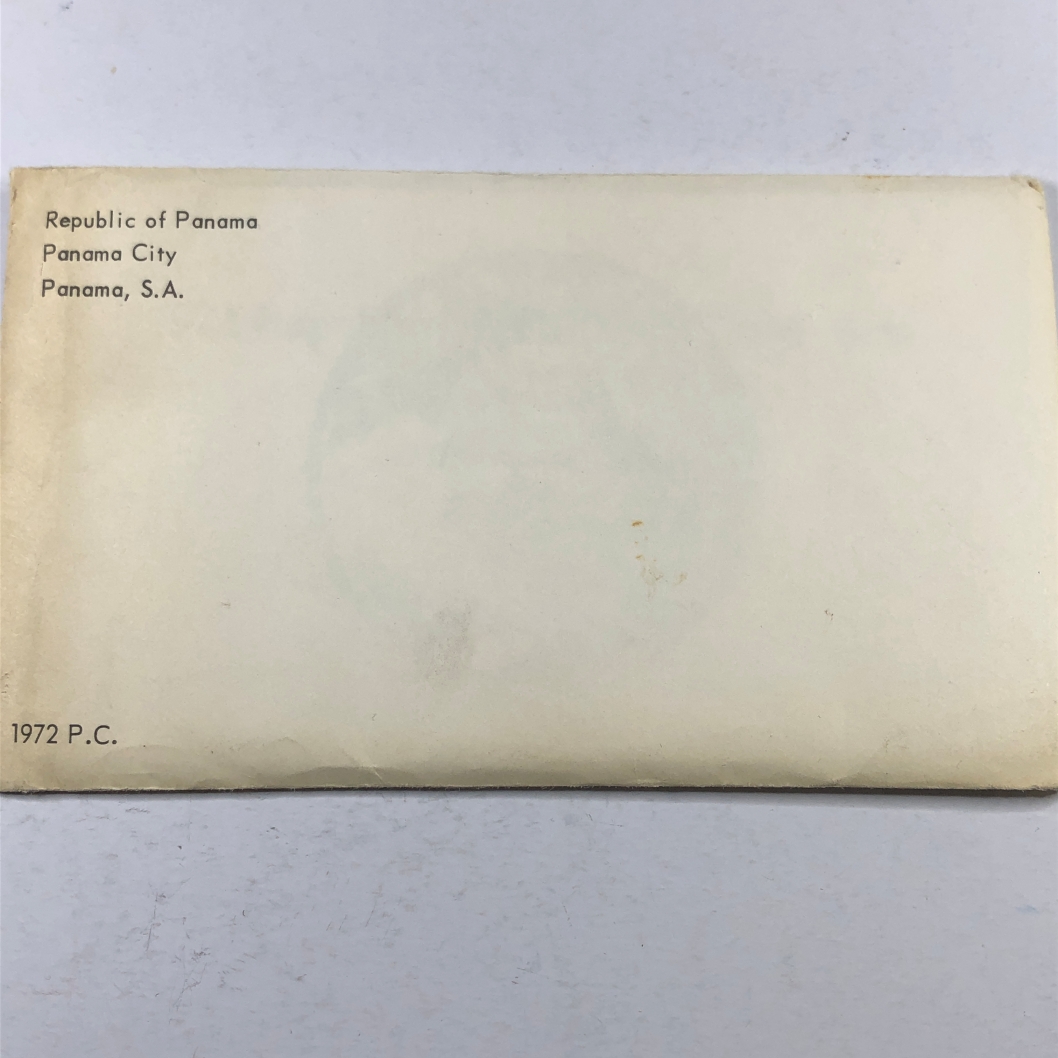 Republic of Panama
Panama City
Panama, S.A.
1972 P.C.